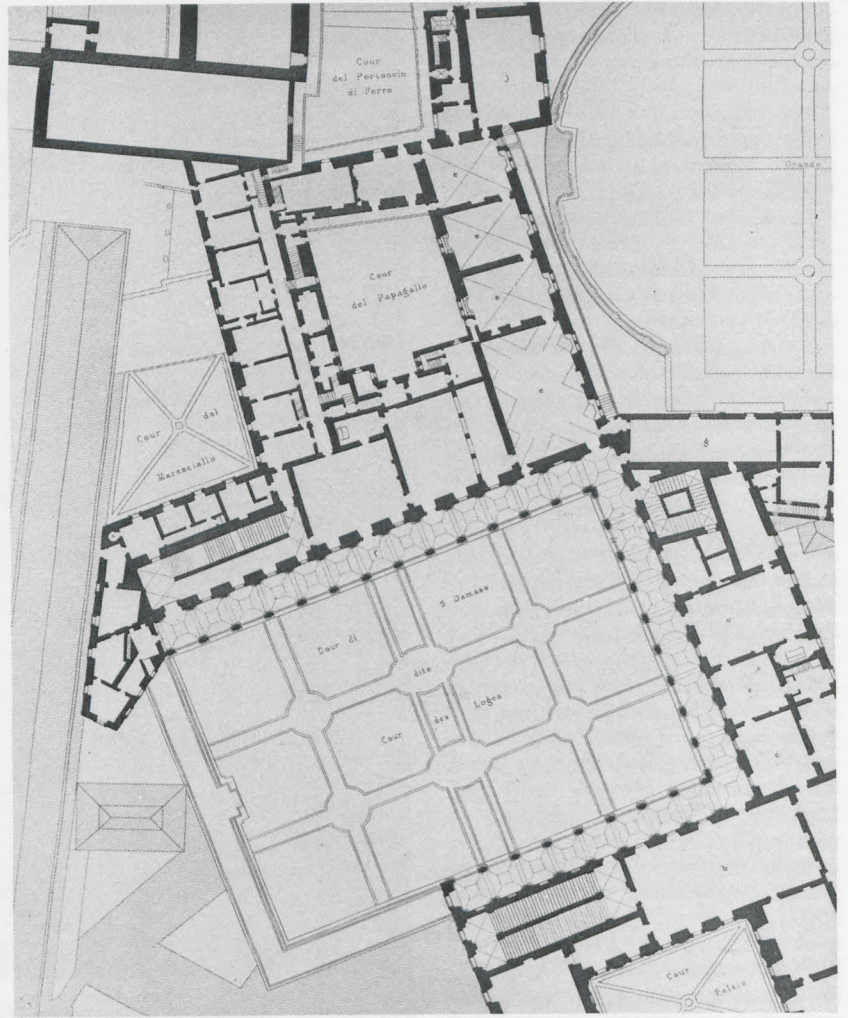 Cour
del Portoncin
di Ferro
j
Grande
e
e
e
e
Cour
del Papagallo
Cour del
Maresciallo
g
f
S Damaso
Cour di
dite
Loges
des
Cour
c
c
c
b
Cour
Palais